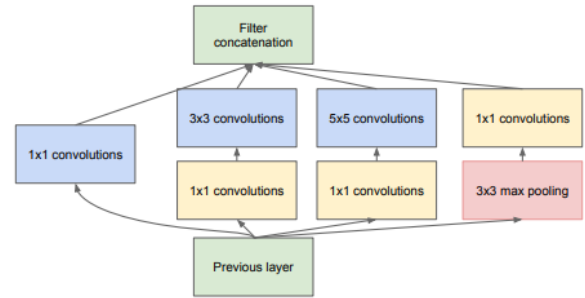 Filter
concatenation
3x3 convolutions
5x5 convolutions
1x1 convolutions
1x1 convolutions
1x1 convolutions
1x1 convolutions
3x3 max pooling
Previous layer